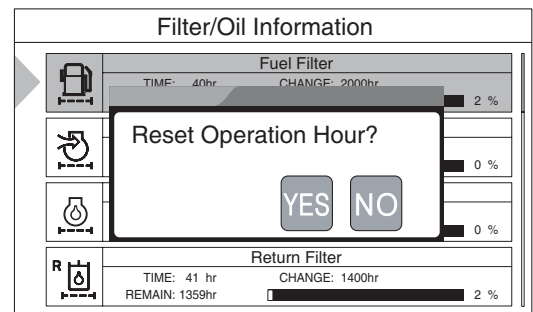 Filter/Oil Information
Fuel Filter
TIME: 40hr CHANGE: 2000hr
2 %
Reset Operation Hour?
0 %
YES NO
0 %
Return Filter
R
TIME: 41 hr CHANGE: 1400hr
REMAIN: 1359hr 2 %